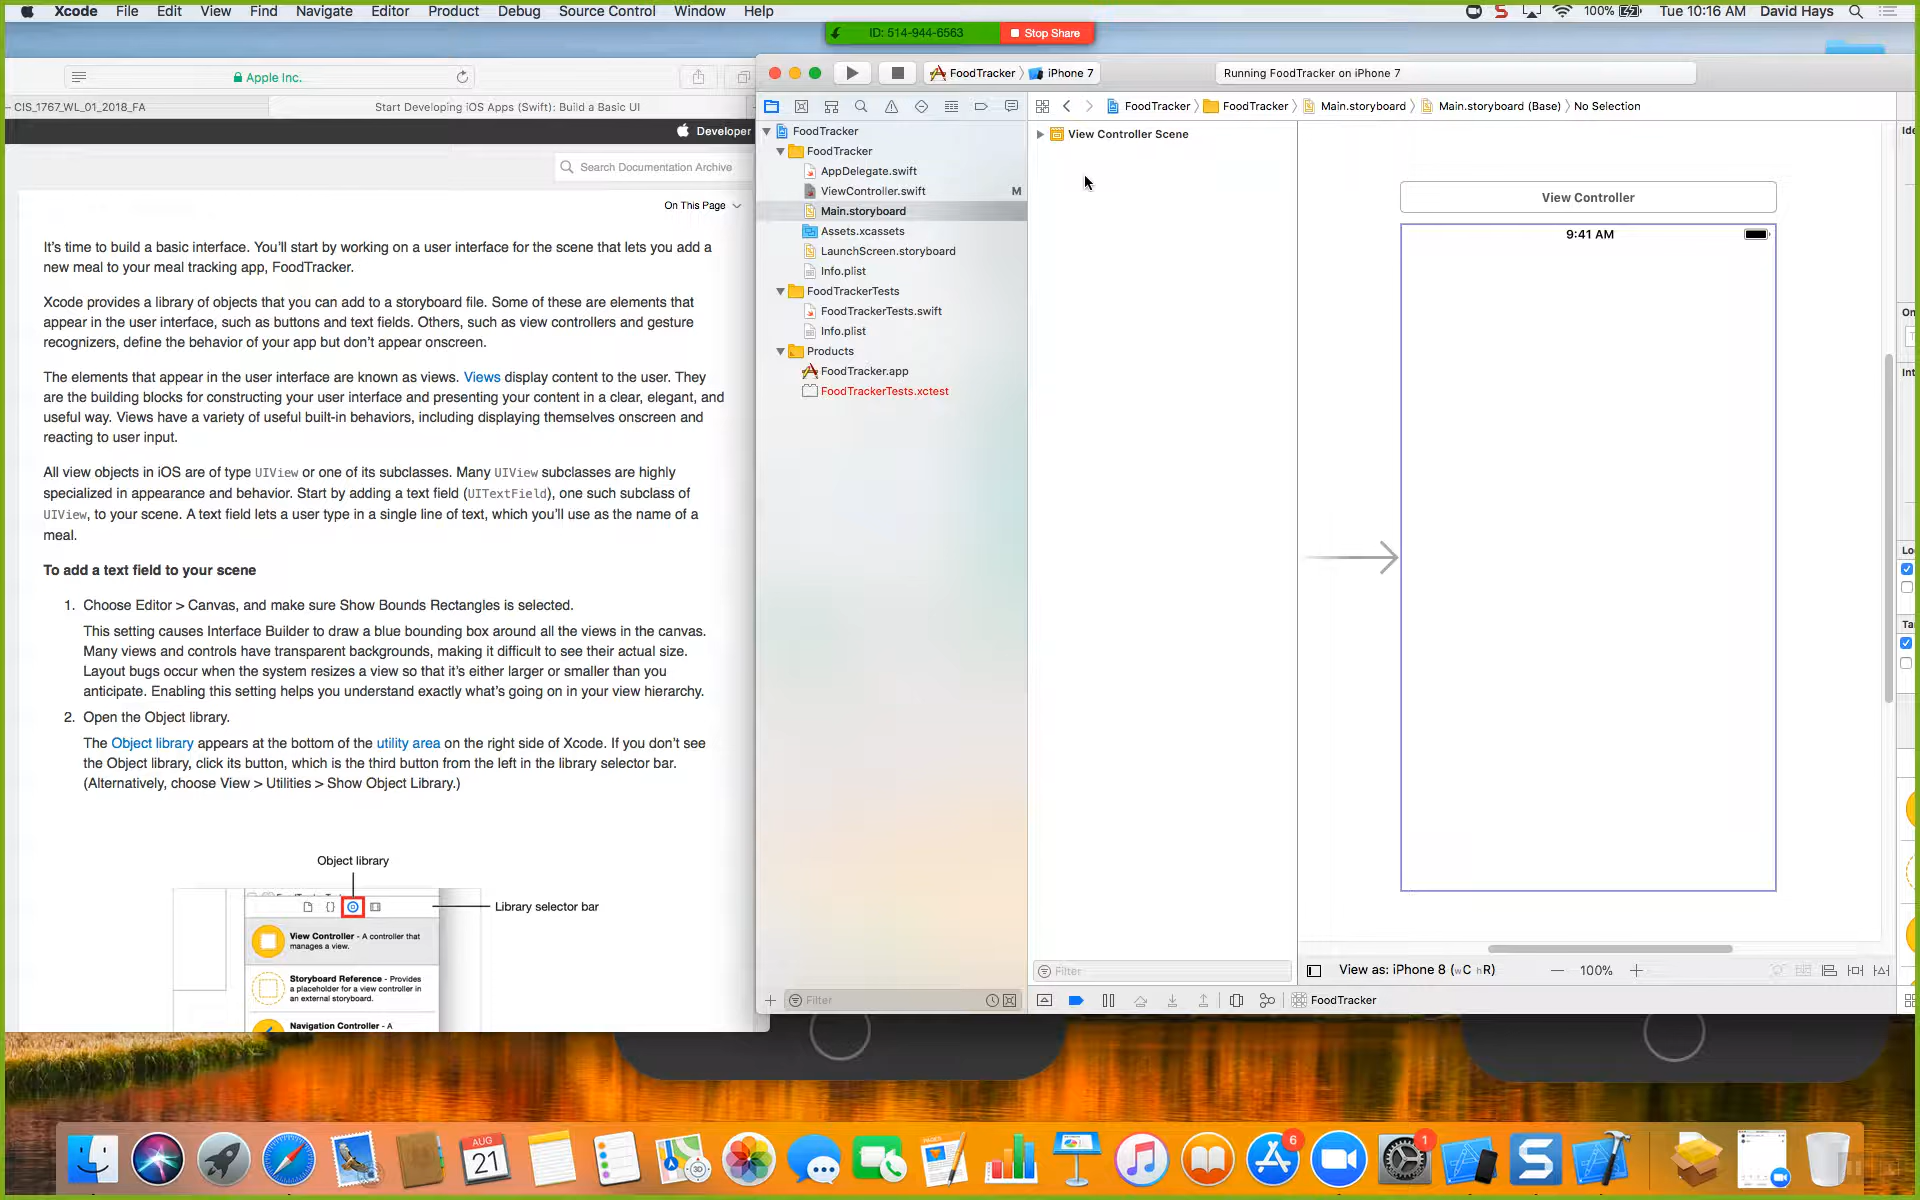 Xcode File Edit View Find Navigate Editor Product Debug Source Control Window Help
100% Tue 10:16 AM David Hays
ID: 514-944-6563 Stop Share
Apple Inc.
CIS_1767_WL_01_2018_FA
Start Developing iOS Apps (Swift): Build a Basic UI
Developer
Search Documentation Archive
On This Page
It's time to build a basic interface. You'll start by working on a user interface for the scene that lets you add a
new meal to your meal tracking app, FoodTracker.
Xcode provides a library of objects that you can add to a storyboard file. Some of these are elements that
appear in the user interface, such as buttons and text fields. Others, such as view controllers and gesture
recognizers, define the behavior of your app but don't appear onscreen.
The elements that appear in the user interface are known as views. Views display content to the user. They
are the building blocks for constructing your user interface and presenting your content in a clear, elegant, and
useful way. Views have a variety of useful built-in behaviors, including displaying themselves onscreen and
reacting to user input.
All view objects in iOS are of type UIView or one of its subclasses. Many UIView subclasses are highly
specialized in appearance and behavior. Start by adding a text field (UITextField), one such subclass of
UIView, to your scene. A text field lets a user type in a single line of text, which you'll use as the name of a
meal.
To add a text field to your scene
1. Choose Editor > Canvas, and make sure Show Bounds Rectangles is selected.
This setting causes Interface Builder to draw a blue bounding box around all the views in the canvas.
Many views and controls have transparent backgrounds, making it difficult to see their actual size.
Layout bugs occur when the system resizes a view so that it's either larger or smaller than you
anticipate. Enabling this setting helps you understand exactly what's going on in your view hierarchy.
2. Open the Object library.
The Object library appears at the bottom of the utility area on the right side of Xcode. If you don't see
the Object library, click its button, which is the third button from the left in the library selector bar.
(Alternatively, choose View > Utilities > Show Object Library.)
Object library
Library selector bar
View Controller - A controller that
manages a view.
Storyboard Reference - Provides
a placeholder for a view controller in
an external storyboard.
Navigation Controller - A
FoodTracker iPhone 7
Running FoodTracker on iPhone 7
FoodTracker FoodTracker Main.storyboard Main.storyboard (Base) No Selection
FoodTracker
FoodTracker
AppDelegate.swift
ViewController.swift M
Main.storyboard
Assets.xcassets
LaunchScreen.storyboard
Info.plist
FoodTrackerTests
FoodTrackerTests.swift
Info.plist
Products
FoodTracker.app
FoodTrackerTests.xctest
Filter
View Controller Scene
Filter
View Controller
9:41 AM
View as: iPhone 8 (wC hR)
100%
FoodTracker
Ide
On
Int
Lo
Ta
AUG
21
3D
PAGES
6
1
S